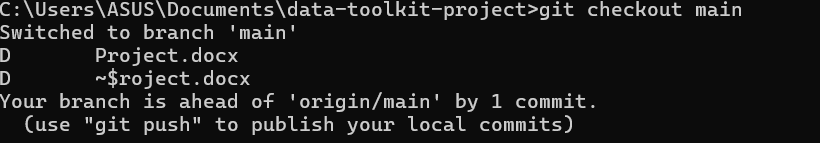 C:\Users\ASUS\Documents\data-toolkit-project>git checkout main
Switched to branch 'main'
D       Project.docx
D       ~$roject.docx
Your branch is ahead of 'origin/main' by 1 commit.
  (use "git push" to publish your local commits)